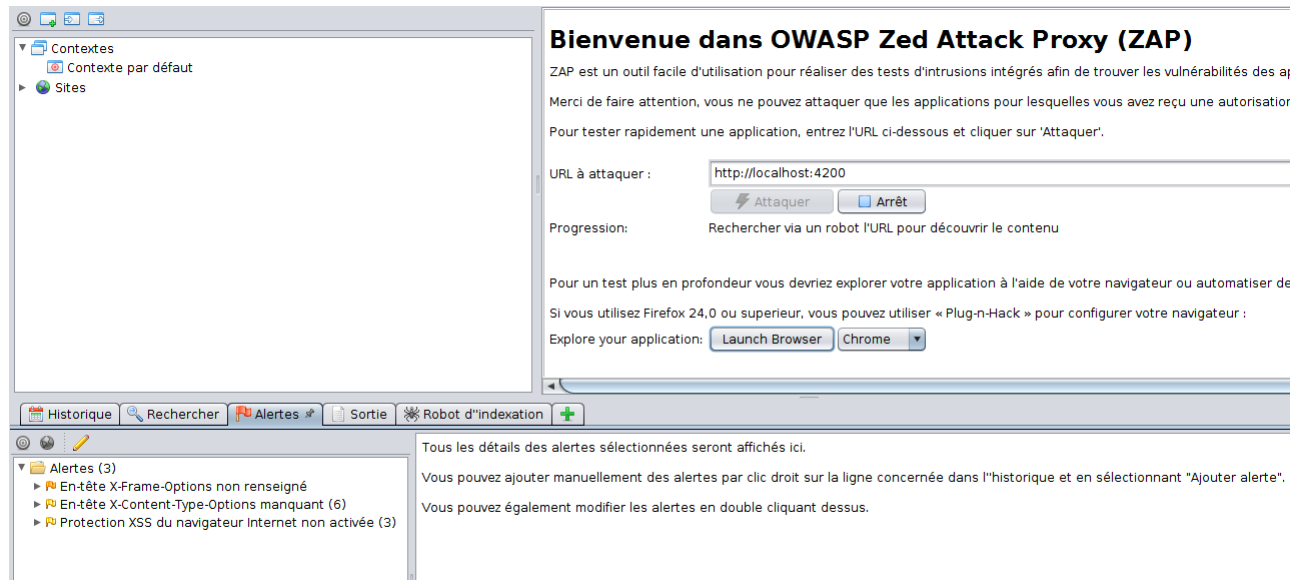 Contextes
Contexte par défaut
Sites
Bienvenue dans OWASP Zed Attack Proxy (ZAP)
ZAP est un outil facile d'utilisation pour réaliser des tests d'intrusions intégrés afin de trouver les vulnérabilités des
Merci de faire attention, vous ne pouvez attaquer que les applications pour lesquelles vous avez reçu une autorisation
Pour tester rapidement une application, entrez l'URL ci-dessous et cliquer sur 'Attaquer'.
URL à attaquer : http://localhost:4200
Attaquer Arrêt
Progression: Rechercher via un robot l'URL pour découvrir le contenu
Pour un test plus en profondeur vous devriez explorer votre application à l'aide de votre navigateur ou automatiser de
Si vous utilisez Firefox 24,0 ou superieur, vous pouvez utiliser « Plug-n-Hack » pour configurer votre navigateur :
Explore your application: Launch Browser Chrome
Historique Rechercher Alertes Sortie Robot d''indexation
Alertes (3)
En-tête X-Frame-Options non renseigné
En-tête X-Content-Type-Options manquant (6)
Protection XSS du navigateur Internet non activée (3)
Tous les détails des alertes sélectionnées seront affichés ici.
Vous pouvez ajouter manuellement des alertes par clic droit sur la ligne concernée dans l''historique et en sélectionnant "Ajouter alerte".
Vous pouvez également modifier les alertes en double cliquant dessus.